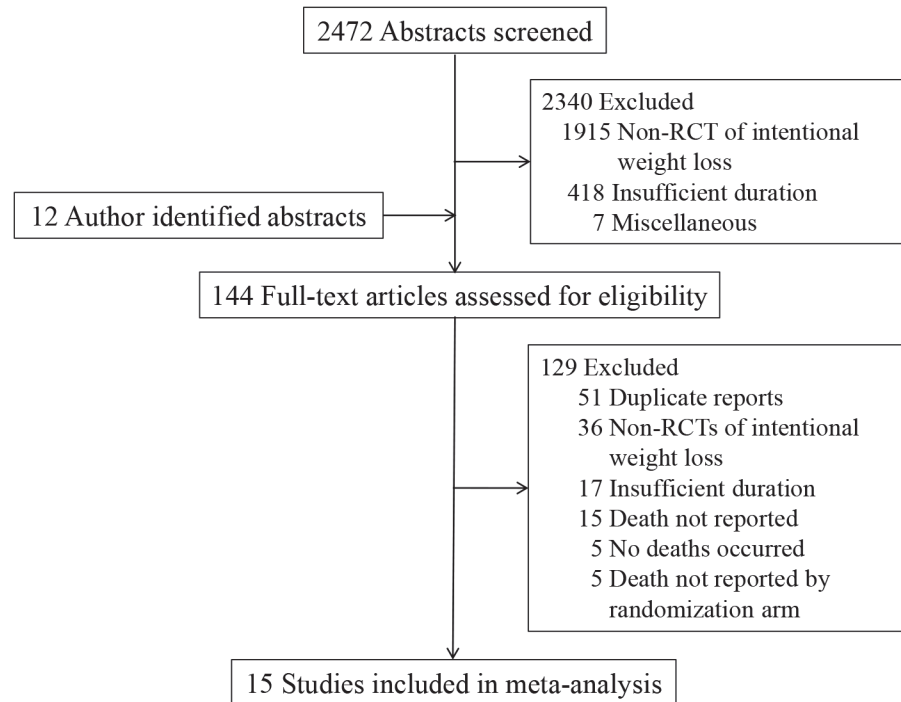 2472 Abstracts screened
2340 Excluded
1915 Non-RCT of intentional
weight loss
418 Insufficient duration
7 Miscellaneous
12 Author identified abstracts
144 Full-text articles assessed for eligibility
129 Excluded
51 Duplicate reports
36 Non-RCTs of intentional
weight loss
17 Insufficient duration
15 Death not reported
5 No deaths occurred
5 Death not reported by
randomization arm
15 Studies included in meta-analysis